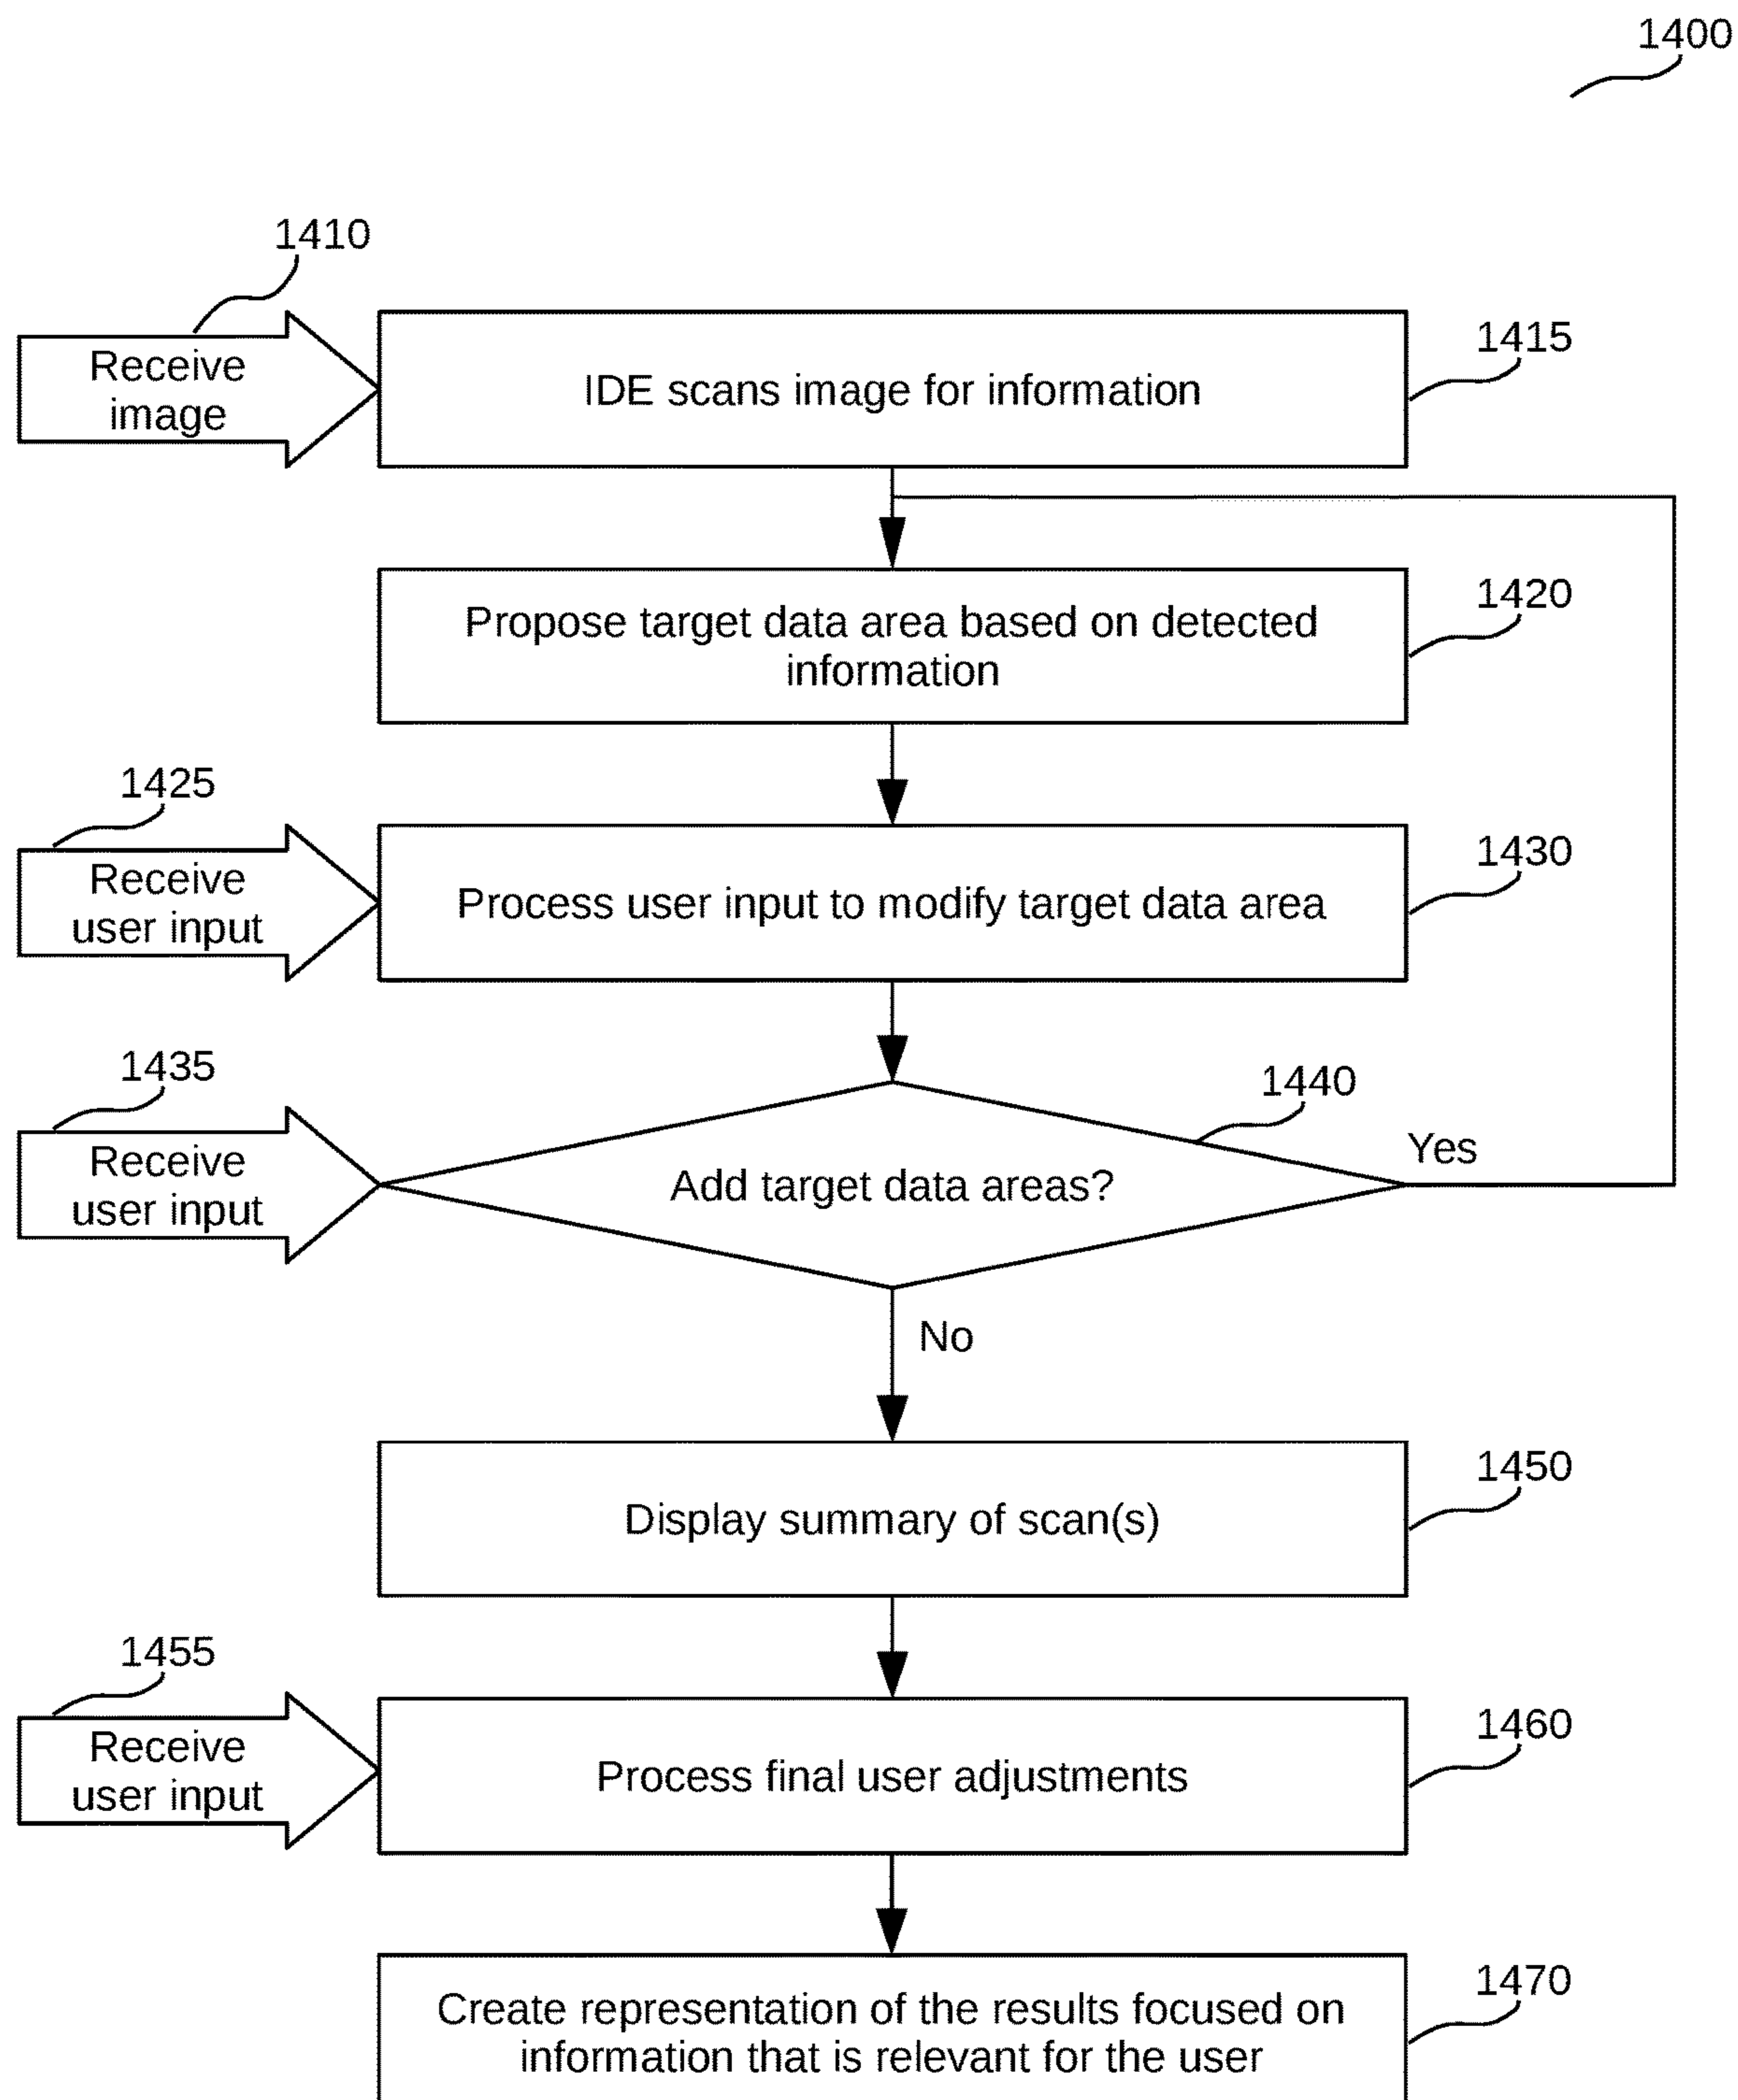 1400
1410
Receive
image
IDE scans image for information
1415
Propose target data area based on detected
information
1420
1425
Receive
user input
Process user input to modify target data area
1430
1435
Receive
user input
1440
Add target data areas?
Yes
No
Display summary of scan(s)
1450
1455
Receive
user input
Process final user adjustments
1460
Create representation of the results focused on
information that is relevant for the user
1470